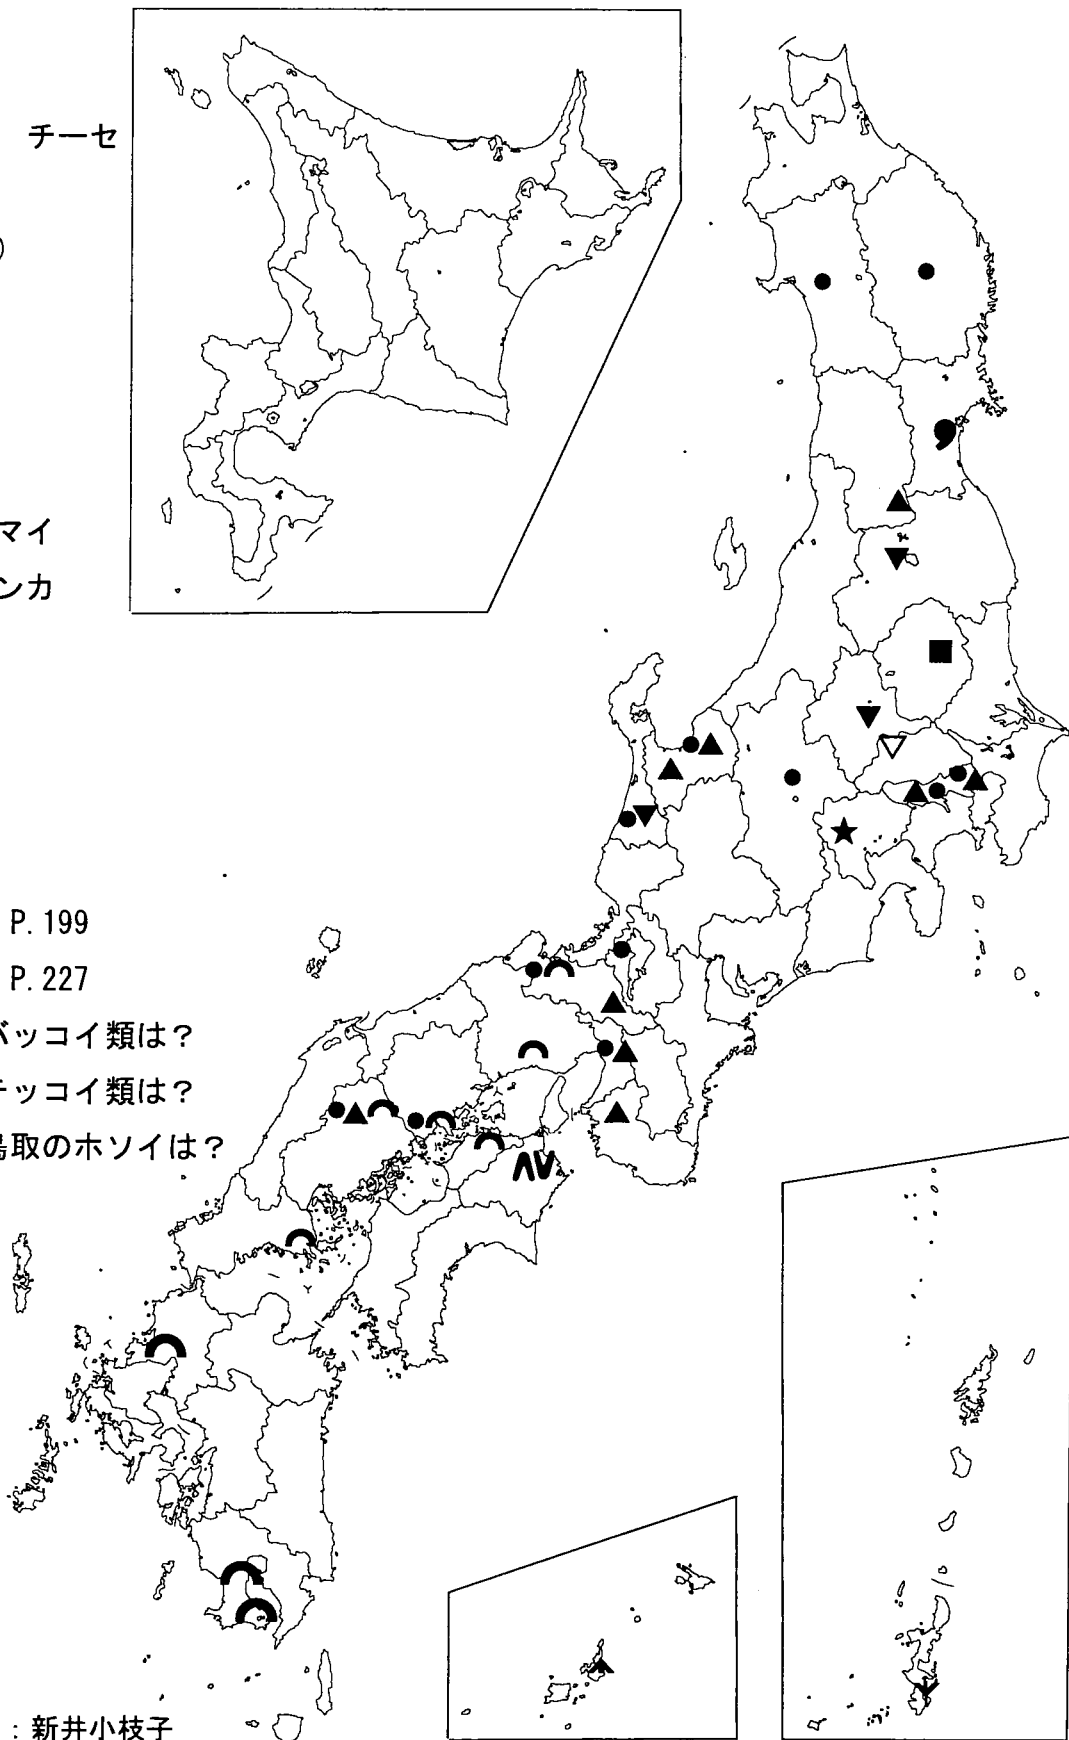 チーセ
)
マイ
ンカ
P. 199
P. 227
バッコイ類は？
テッコイ類は？
鳥取のホソイは？
：新井小枝子